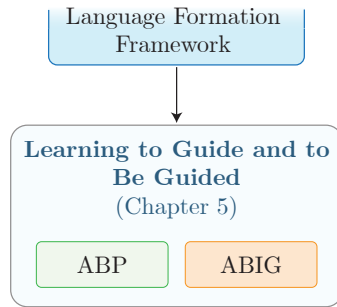 Language Formation
Framework
Learning to Guide and to
Be Guided
(Chapter 5)
ABP
ABIG